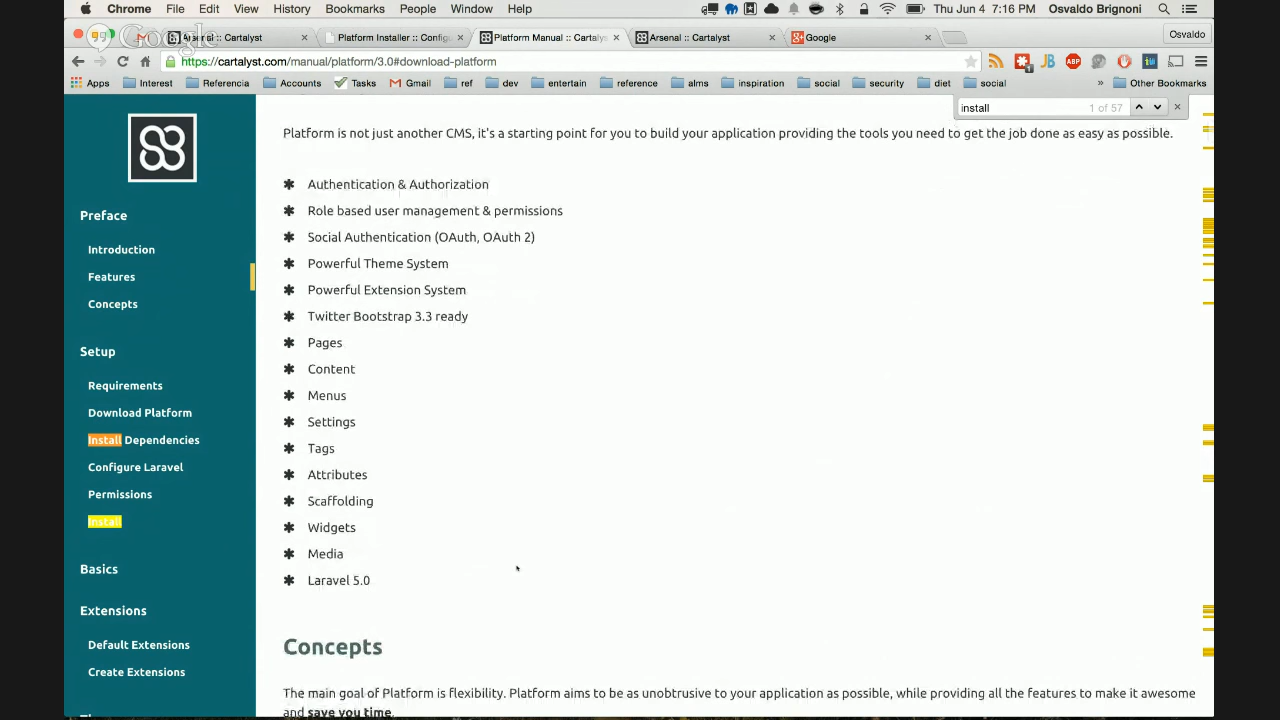 Chrome File Edit View History Bookmarks People Window Help Thu Jun 4 7:16 PM Osvaldo Brignoni
Google
Arsenal :: Cartalyst Platform Installer :: Configu Platform Manual :: Cartalys Arsenal :: Cartalyst Google Osvaldo
https://cartalyst.com/manual/platform/3.0#download-platform
Apps Interest Referencia Accounts Tasks Gmail ref dev entertain reference alms inspiration social security diet social » Other Bookmarks
install 1 of 57
Platform is not just another CMS, it's a starting point for you to build your application providing the tools you need to get the job done as easy as possible.
Authentication & Authorization
Role based user management & permissions
Social Authentication (OAuth, OAuth 2)
Powerful Theme System
Powerful Extension System
Twitter Bootstrap 3.3 ready
Pages
Content
Menus
Settings
Tags
Attributes
Scaffolding
Widgets
Media
Laravel 5.0
Concepts
The main goal of Platform is flexibility. Platform aims to be as unobtrusive to your application as possible, while providing all the features to make it awesome
and save you time.
Preface
Introduction
Features
Concepts
Setup
Requirements
Download Platform
Install Dependencies
Configure Laravel
Permissions
Install
Basics
Extensions
Default Extensions
Create Extensions